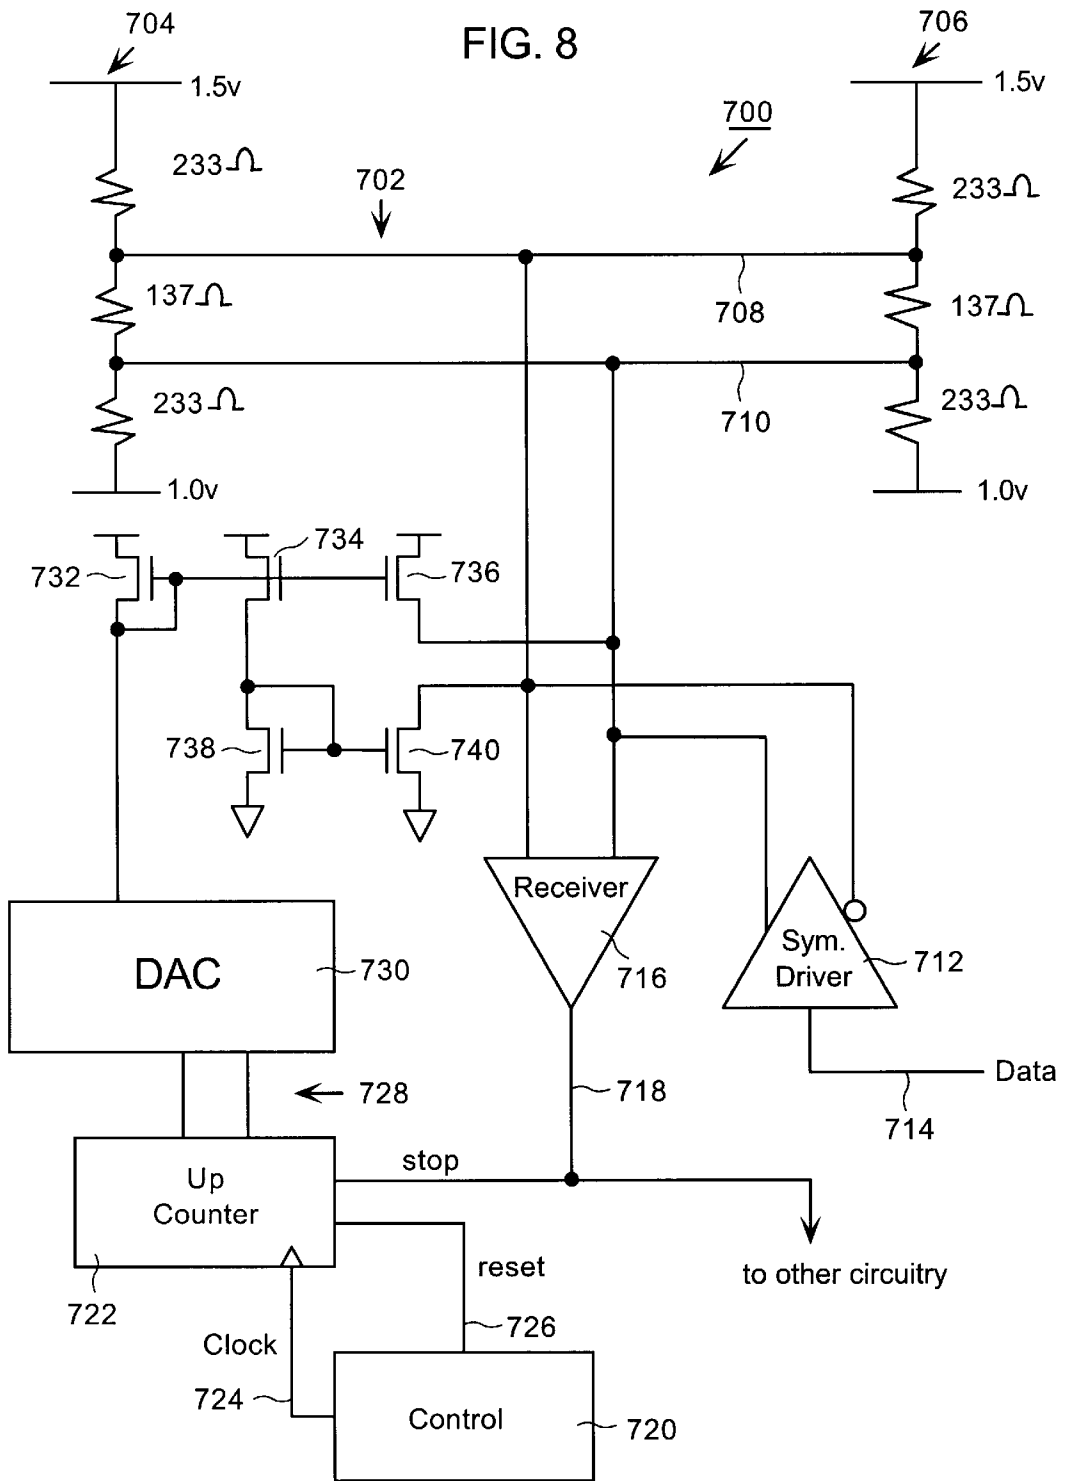 FIG. 8
704
706
1.5v
1.5v
700
233Ω
702
233Ω
137Ω
708
137Ω
233Ω
710
233Ω
1.0v
1.0v
734
732
736
738
740
Receiver
DAC
730
716
Sym.
Driver
712
728
718
Data
714
stop
Up
Counter
reset
to other circuitry
722
726
Clock
724
Control
720